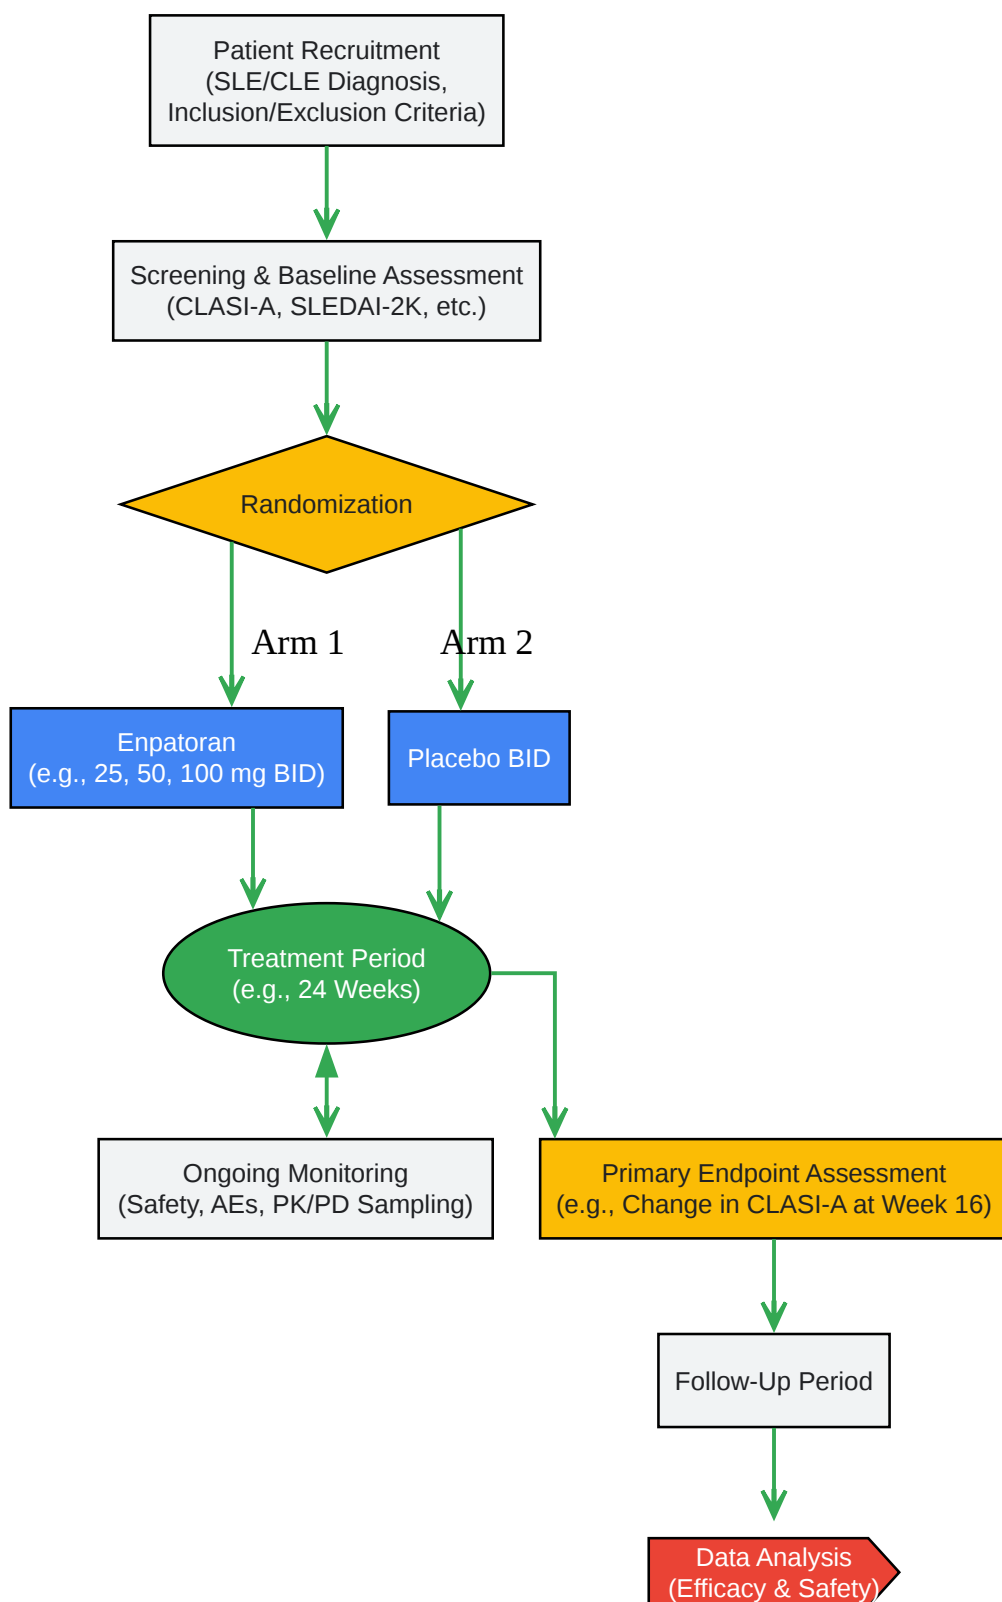 Patient Recruitment
(SLE/CLE Diagnosis,
Inclusion/Exclusion Criteria)
Screening & Baseline Assessment
(CLASI-A, SLEDAI-2K, etc.)
Randomization
Arm 1
Arm 2
Enpatoran
(e.g., 25, 50, 100 mg BID)
Placebo BID
Treatment Period
(e.g., 24 Weeks)
Ongoing Monitoring
(Safety, AEs, PK/PD Sampling)
Primary Endpoint Assessment
(e.g., Change in CLASI-A at Week 16)
Follow-Up Period
Data Analysis
(Efficacy & Safety)